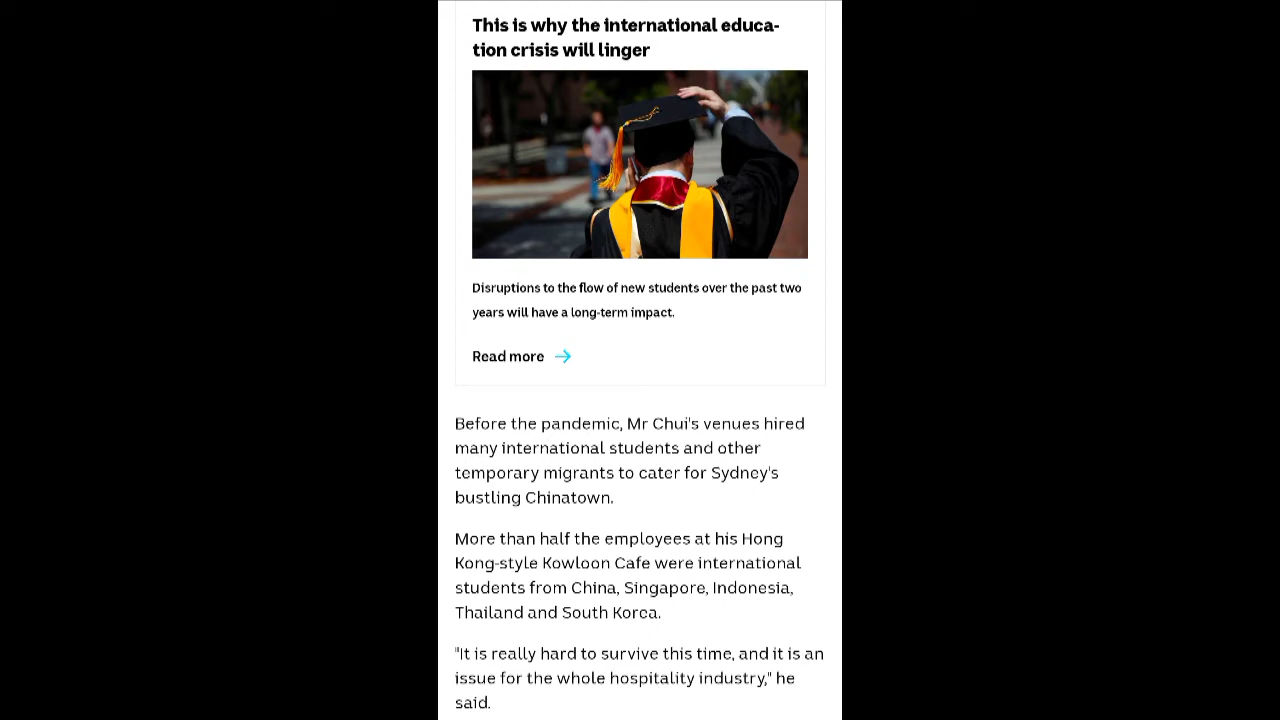 This is why the international educa-
tion crisis will linger
Disruptions to the flow of new students over the past two
years will have a long-term impact.
Read more
Before the pandemic, Mr Chui's venues hired
many international students and other
temporary migrants to cater for Sydney's
bustling Chinatown.
More than half the employees at his Hong
Kong-style Kowloon Cafe were international
students from China, Singapore, Indonesia,
Thailand and South Korea.
"It is really hard to survive this time, and it is an
issue for the whole hospitality industry," he
said.